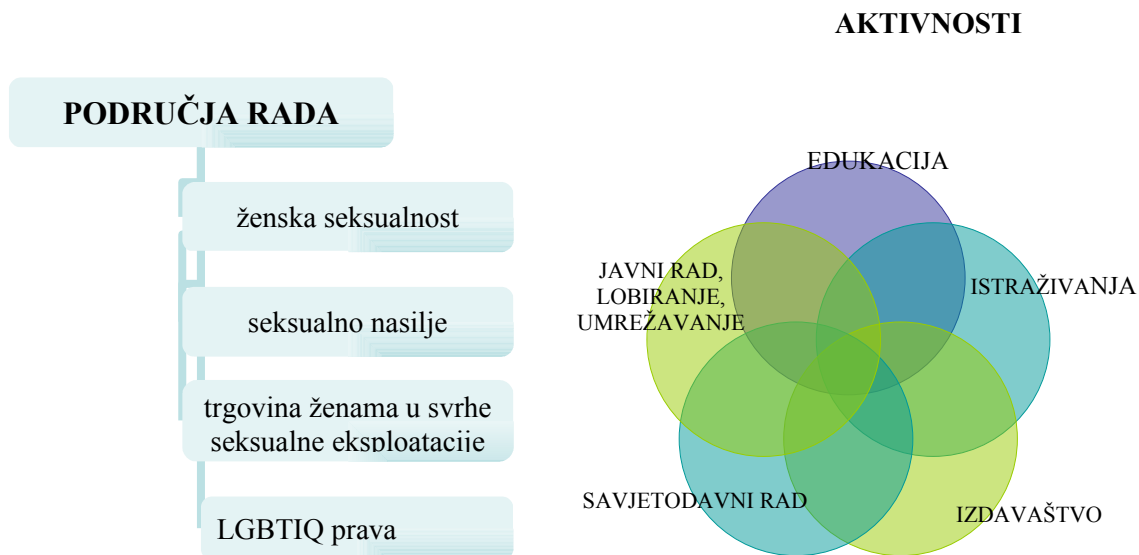 AKTIVNOSTI
PODRUČJA RADA
ženska seksualnost
seksualno nasilje
trgovina ženama u svrhe
seksualne eksploatacije
LGBTIQ prava
EDUKACIJA
JAVNI RAD,
LOBIRANJE,
UMREŽAVANJE
ISTRAŽIVANJA
SAVJETODAVNI RAD
IZDAVAŠTVO